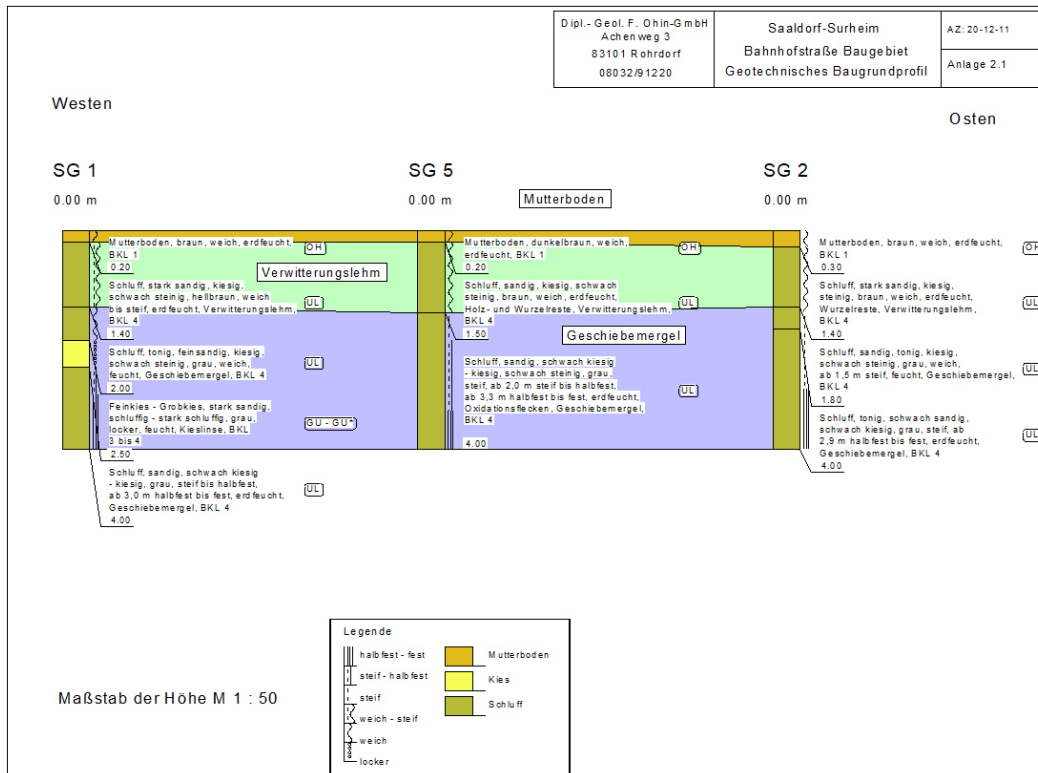 Dipl.- Geol. F. Ohin-GmbH
Achenweg 3
83101 Rohrdorf
08032/91220
Saaldorf-Surheim
Bahnhofstraße Baugebiet
Geotechnisches Baugrundprofil
AZ: 20-12-11
Anlage 2.1
Westen
Osten
SG 1
0.00 m
SG 5
0.00 m
Mutterboden
SG 2
0.00 m
Mutterboden, braun, weich, erdfeucht,
BKL 1
0.20
OH
Verwitterungslehm
Schluff, stark sandig, kiesig,
schwach steinig, hellbraun, weich
bis steif, erdfeucht, Verwitterungslehm,
BKL 4
1.40
UL
Schluff, tonig, feinsandig, kiesig,
schwach steinig, grau, weich,
feucht, Geschiebemergel, BKL 4
2.00
UL
Feinkies - Grobkies, stark sandig,
schluffig - stark schluffig, grau,
locker, feucht, Kieslinse, BKL
3 bis 4
2.50
GU - GU*
Schluff, sandig, schwach kiesig
- kiesig, grau, steif bis halbfest,
ab 3,0 m halbfest bis fest, erdfeucht,
Geschiebemergel, BKL 4
4.00
UL
Mutterboden, dunkelbraun, weich,
erdfeucht, BKL 1
0.20
OH
Schluff, sandig, kiesig, schwach
steinig, braun, weich, erdfeucht,
Holz- und Wurzelreste, Verwitterungslehm,
BKL 4
1.50
UL
Geschiebemergel
Schluff, sandig, schwach kiesig
- kiesig, schwach steinig, grau,
steif, ab 2,0 m steif bis halbfest,
ab 3,3 m halbfest bis fest, erdfeucht,
Oxidationsflecken, Geschiebemergel,
BKL 4
4.00
UL
Mutterboden, braun, weich, erdfeucht,
BKL 1
0.30
OH
Schluff, stark sandig, kiesig,
steinig, braun, weich, erdfeucht,
Wurzelreste, Verwitterungslehm,
BKL 4
1.40
UL
Schluff, sandig, tonig, kiesig,
schwach steinig, grau, weich,
ab 1,5 m steif, feucht, Geschiebemergel,
BKL 4
1.80
UL
Schluff, tonig, schwach sandig,
schwach kiesig, grau, steif, ab
2,9 m halbfest bis fest, erdfeucht,
Geschiebemergel, BKL 4
4.00
UL
Maßstab der Höhe M 1 : 50
Legende
halbfest - fest
steif - halbfest
steif
weich - steif
weich
locker
Mutterboden
Kies
Schluff